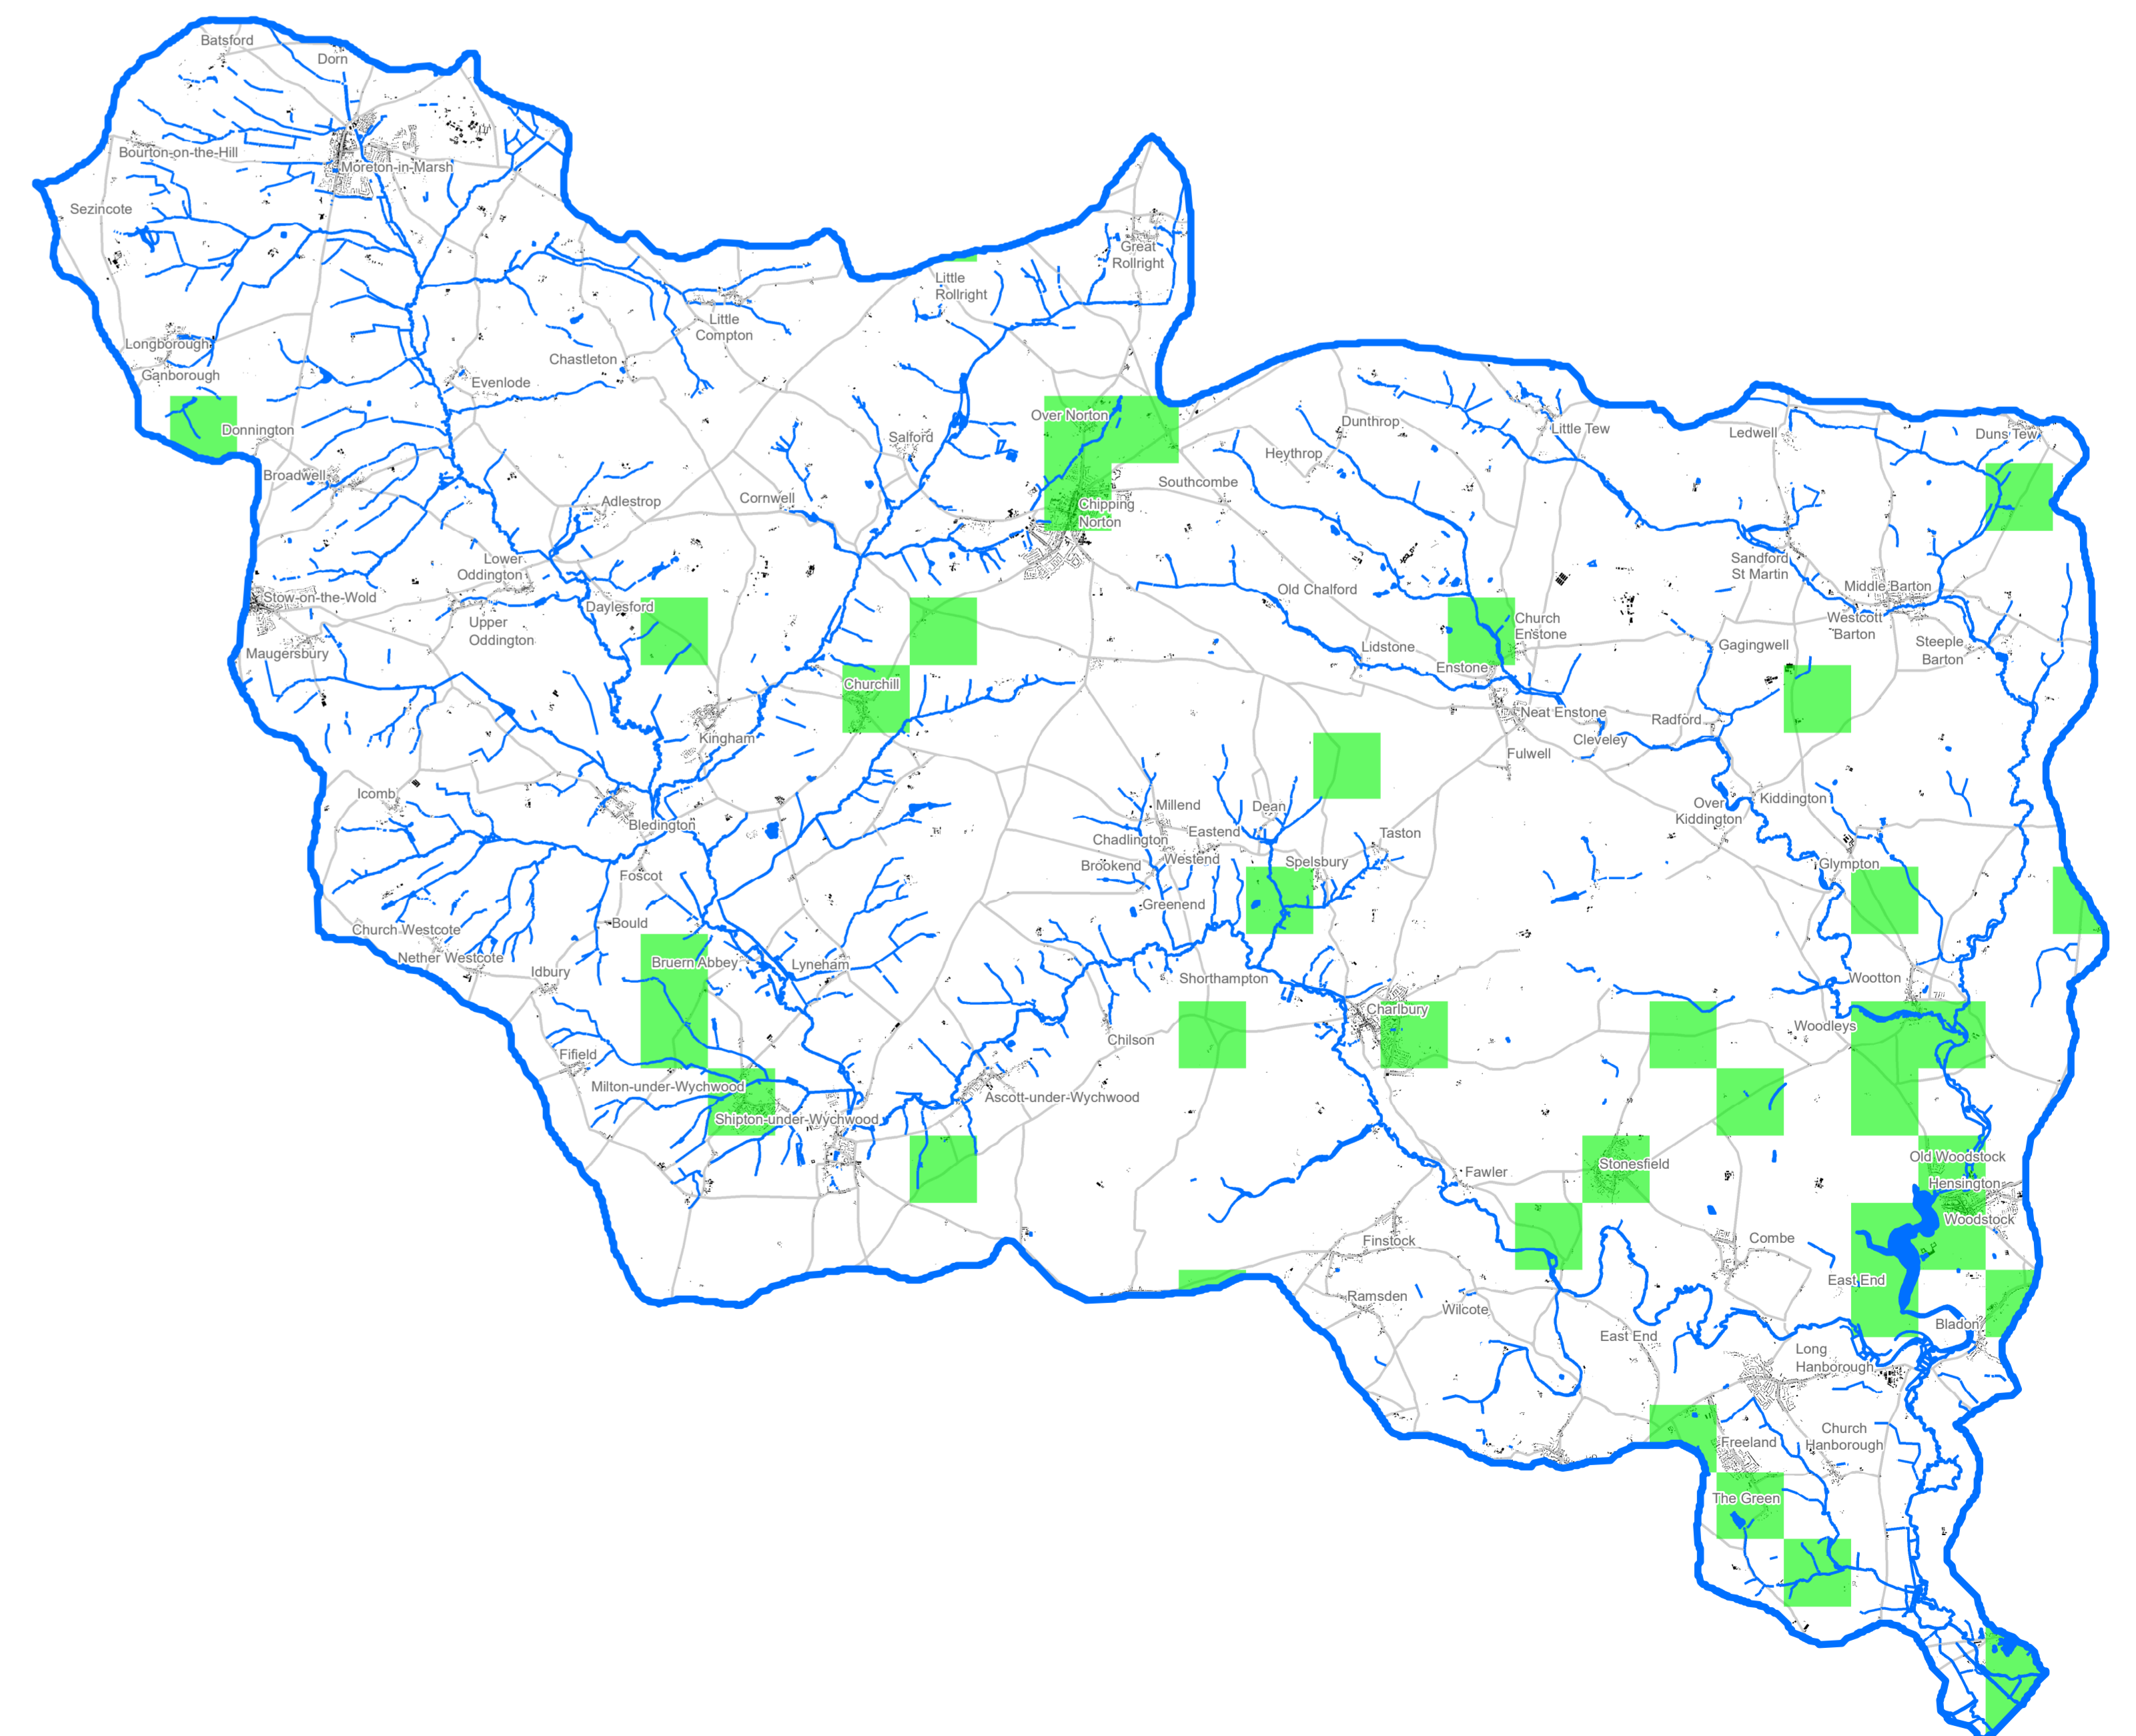 Batsford
Dorn
Bourton-on-the-Hill
Moreton-in-Marsh
Sezincote
Great
Rollright
Little
Rollright
Little
Compton
Longborough
Ganborough
Chastleton
Evenlode
Donnington
Over Norton
Dunthrop
Little Tew
Ledwell
Duns Tew
Salford
Heythrop
Broadwell
Adlestrop
Cornwell
Southcombe
Chipping
Norton
Lower
Oddington
Sandford
St Martin
Middle Barton
Stow-on-the-Wold
Daylesford
Old Chalford
Upper
Oddington
Church
Enstone
Westcott
Barton
Maugersbury
Lidstone
Gagingwell
Steeple
Barton
Enstone
Churchill
Neat Enstone
Radford
Kingham
Cleveley
Fulwell
Icomb
Millend
Dean
Over
Kiddington
Kiddington
Bledington
Chadlington
Eastend
Taston
Brookend
Westend
Spelsbury
Glympton
Foscot
Greenend
Church Westcote
Bould
Nether Westcote
Idbury
Bruern Abbey
Lyneham
Shorthampton
Wootton
Charlbury
Woodleys
Chilson
Fifield
Milton-under-Wychwood
Ascott-under-Wychwood
Shipton-under-Wychwood
Old Woodstock
Stonesfield
Fawler
Hensington
Woodstock
Finstock
Combe
East End
Ramsden
Wilcote
East End
Bladon
Long
Hanborough
Church
Hanborough
Freeland
The Green